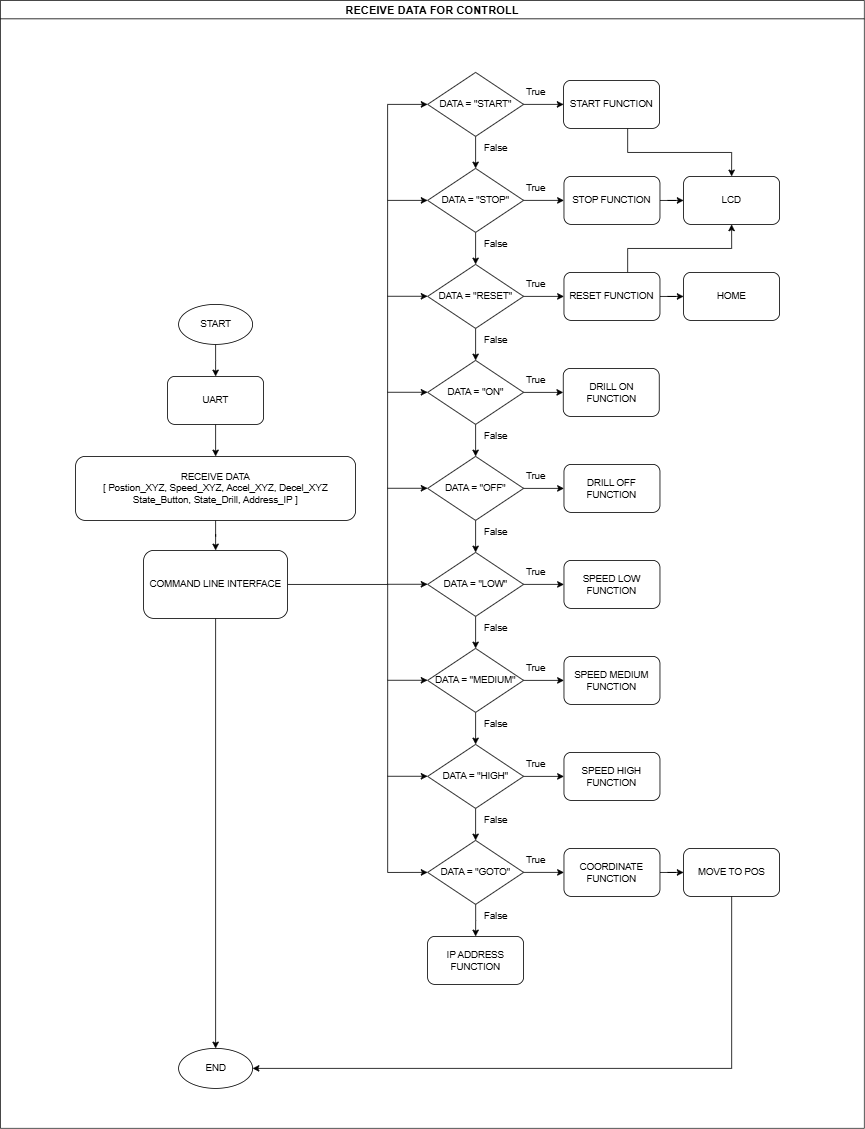 RECEIVE DATA FOR CONTROLL
START
UART
RECEIVE DATA
[ Postion_XYZ, Speed_XYZ, Accel_XYZ, Decel_XYZ
State_Button, State_Drill, Address_IP ]
COMMAND LINE INTERFACE
DATA = "START"
True
START FUNCTION
False
DATA = "STOP"
True
STOP FUNCTION
LCD
False
DATA = "RESET"
True
RESET FUNCTION
HOME
False
DATA = "ON"
True
DRILL ON
FUNCTION
False
DATA = "OFF"
True
DRILL OFF
FUNCTION
False
DATA = "LOW"
True
SPEED LOW
FUNCTION
False
DATA = "MEDIUM"
True
SPEED MEDIUM
FUNCTION
False
DATA = "HIGH"
True
SPEED HIGH
FUNCTION
False
DATA = "GOTO"
True
COORDINATE
FUNCTION
MOVE TO POS
False
IP ADDRESS
FUNCTION
END